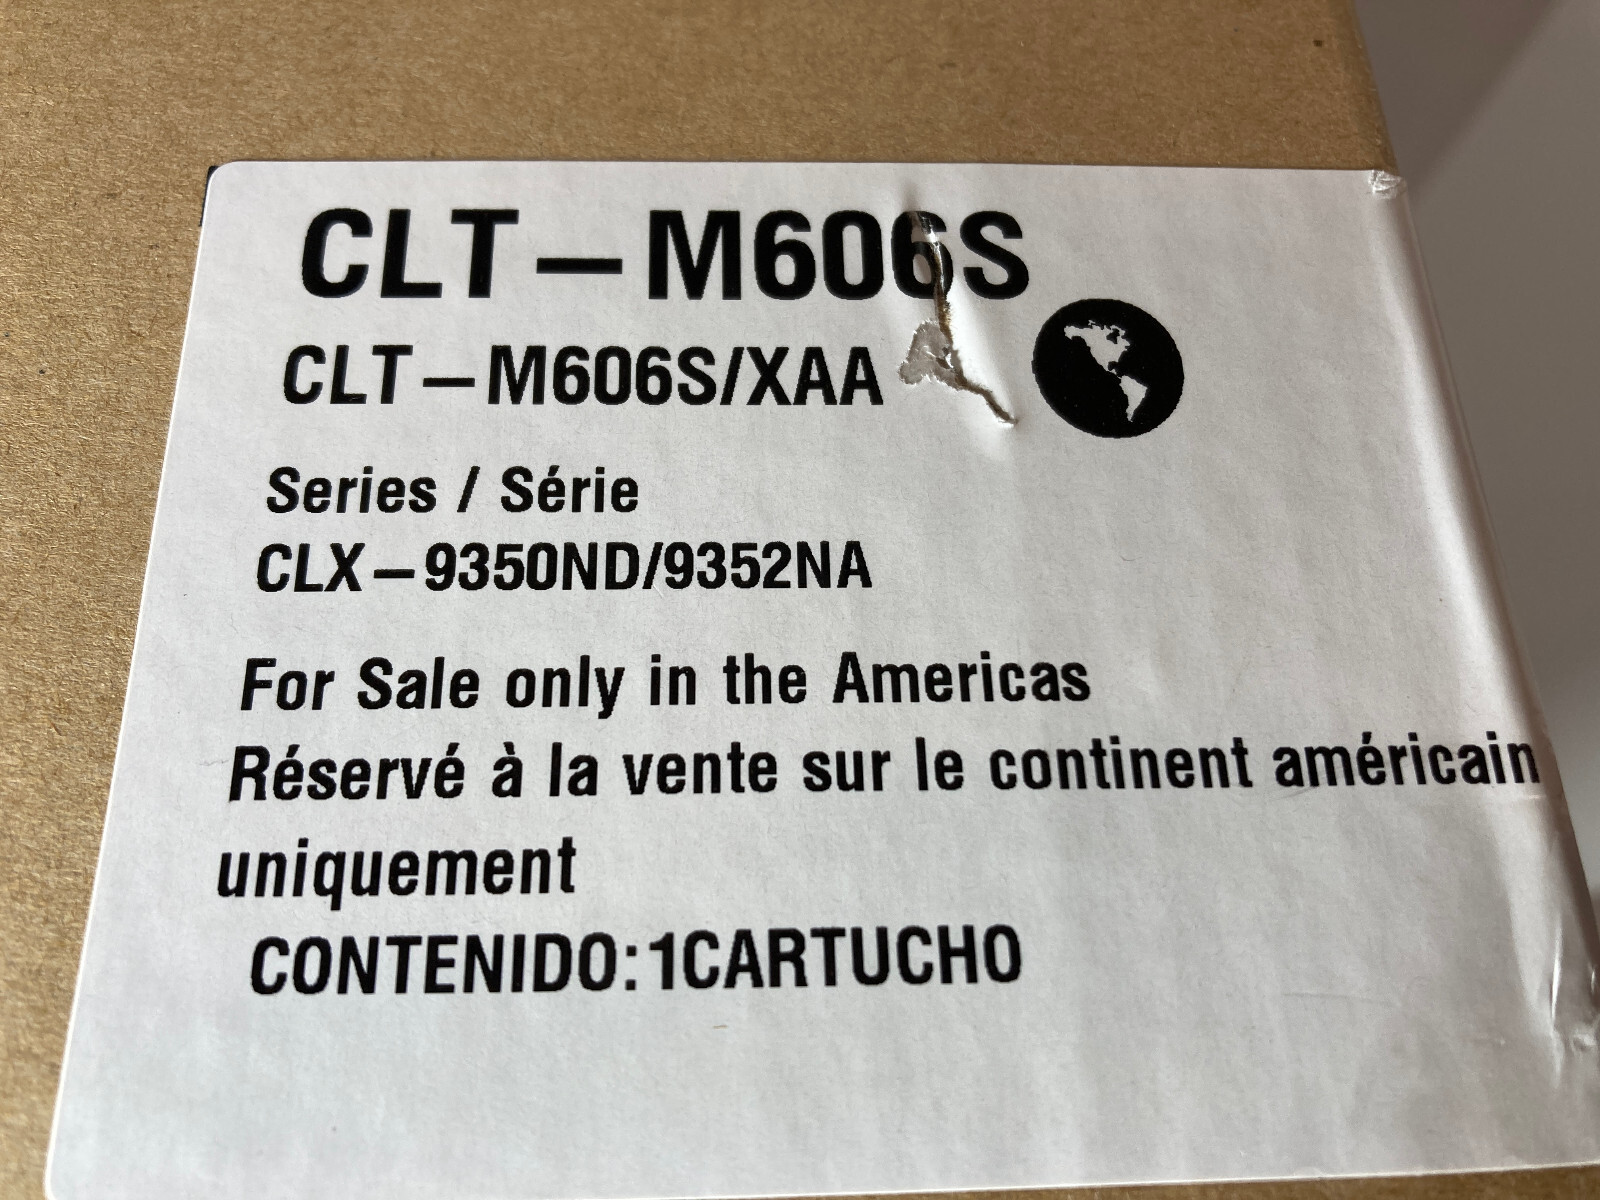 CLT-M606S
CLT-M606S/XAA
Series / Série
CLX-9350ND/9352NA
For Sale only in the Americas
Réservé à la vente sur le continent américain
uniquement
CONTENIDO:1CARTUCHO